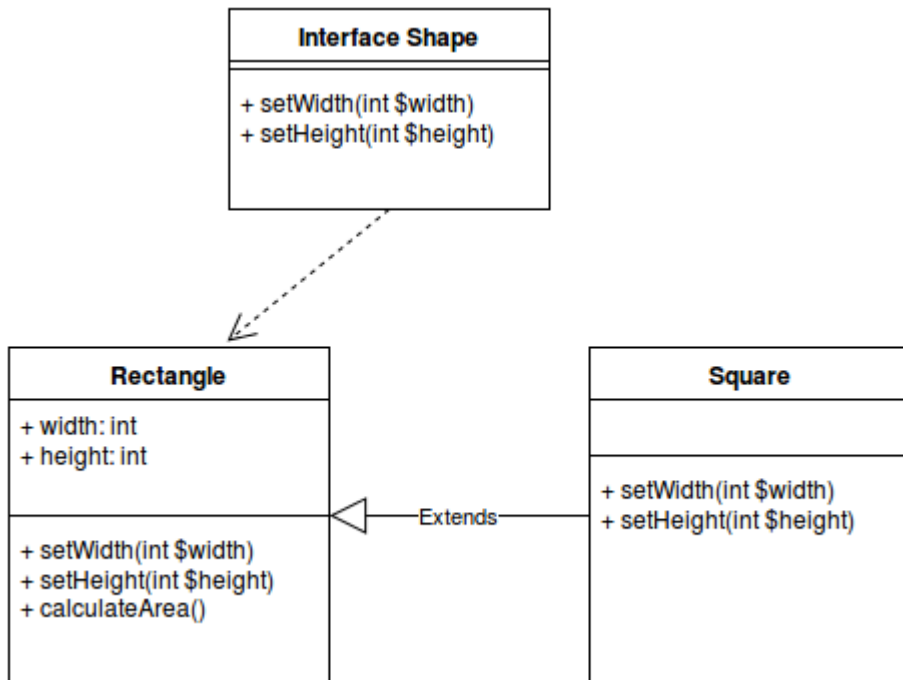 Interface Shape
+ setWidth(int $width)
+ setHeight(int $height)
Rectangle
+ width: int
+ height: int
+ setWidth(int $width)
+ setHeight(int $height)
+ calculateArea()
Extends
Square
+ setWidth(int $width)
+ setHeight(int $height)